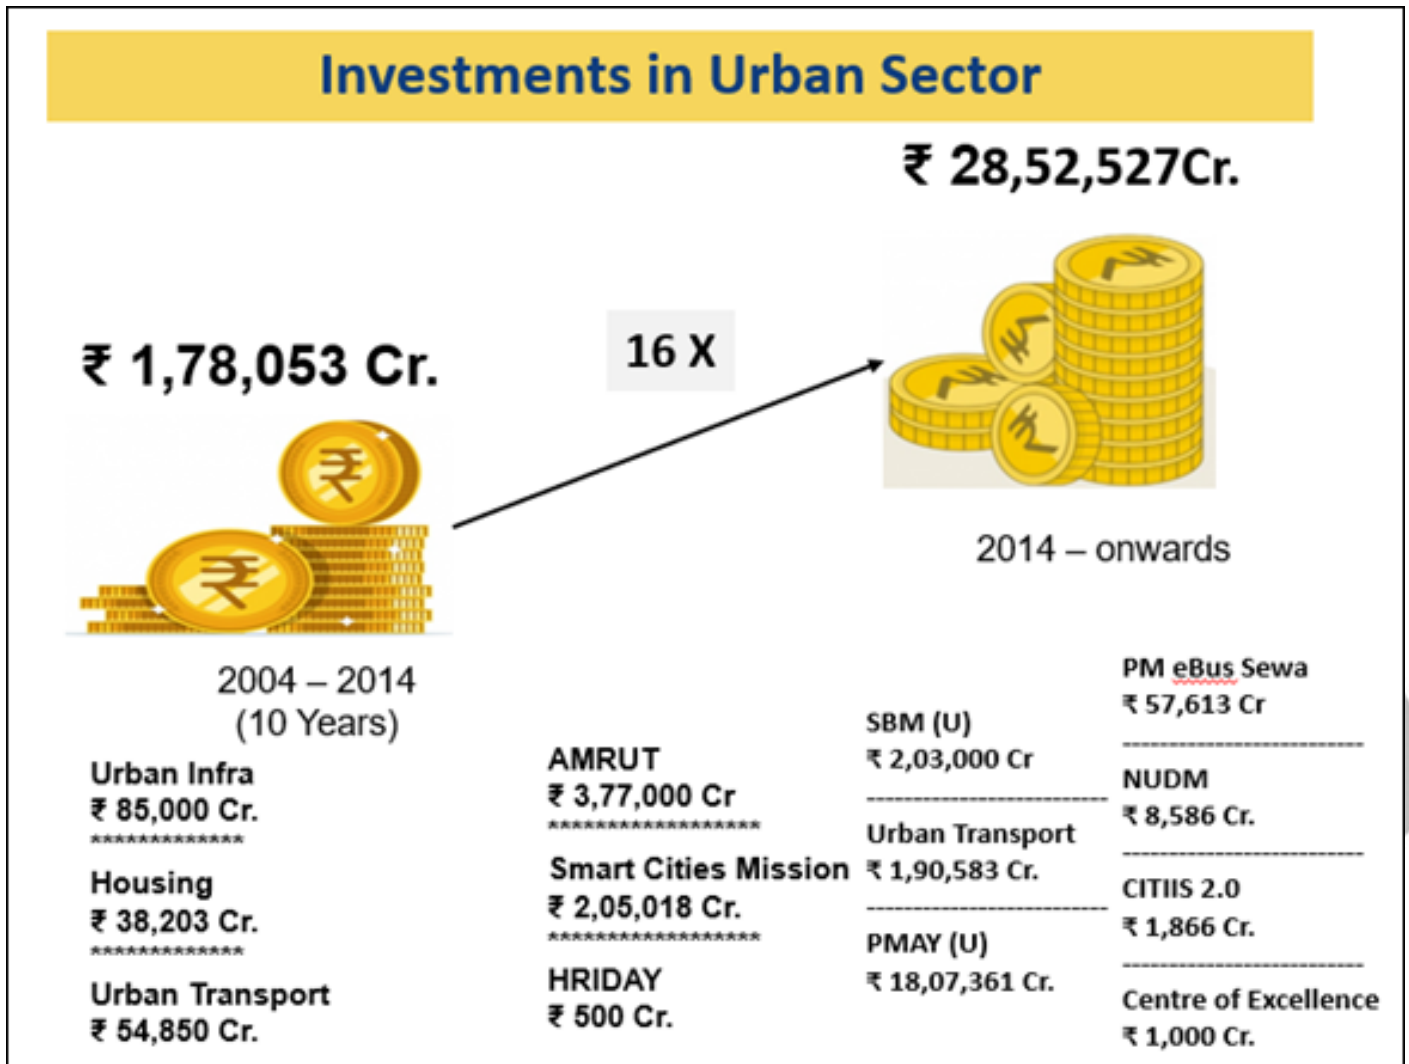 Investments in Urban Sector
₹ 28,52,527Cr.
₹ 1,78,053 Cr.
16 X
2014 – onwards
2004 – 2014
(10 Years)
Urban Infra
₹ 85,000 Cr.
*************
Housing
₹ 38,203 Cr.
*************
Urban Transport
₹ 54,850 Cr.
AMRUT
₹ 3,77,000 Cr
******************
Smart Cities Mission
₹ 2,05,018 Cr.
******************
HRIDAY
₹ 500 Cr.
SBM (U)
₹ 2,03,000 Cr
--------------------------
Urban Transport
₹ 1,90,583 Cr.
--------------------------
PMAY (U)
₹ 18,07,361 Cr.
PM eBus Sewa
₹ 57,613 Cr
--------------------------
NUDM
₹ 8,586 Cr.
--------------------------
CITIIS 2.0
₹ 1,866 Cr.
--------------------------
Centre of Excellence
₹ 1,000 Cr.